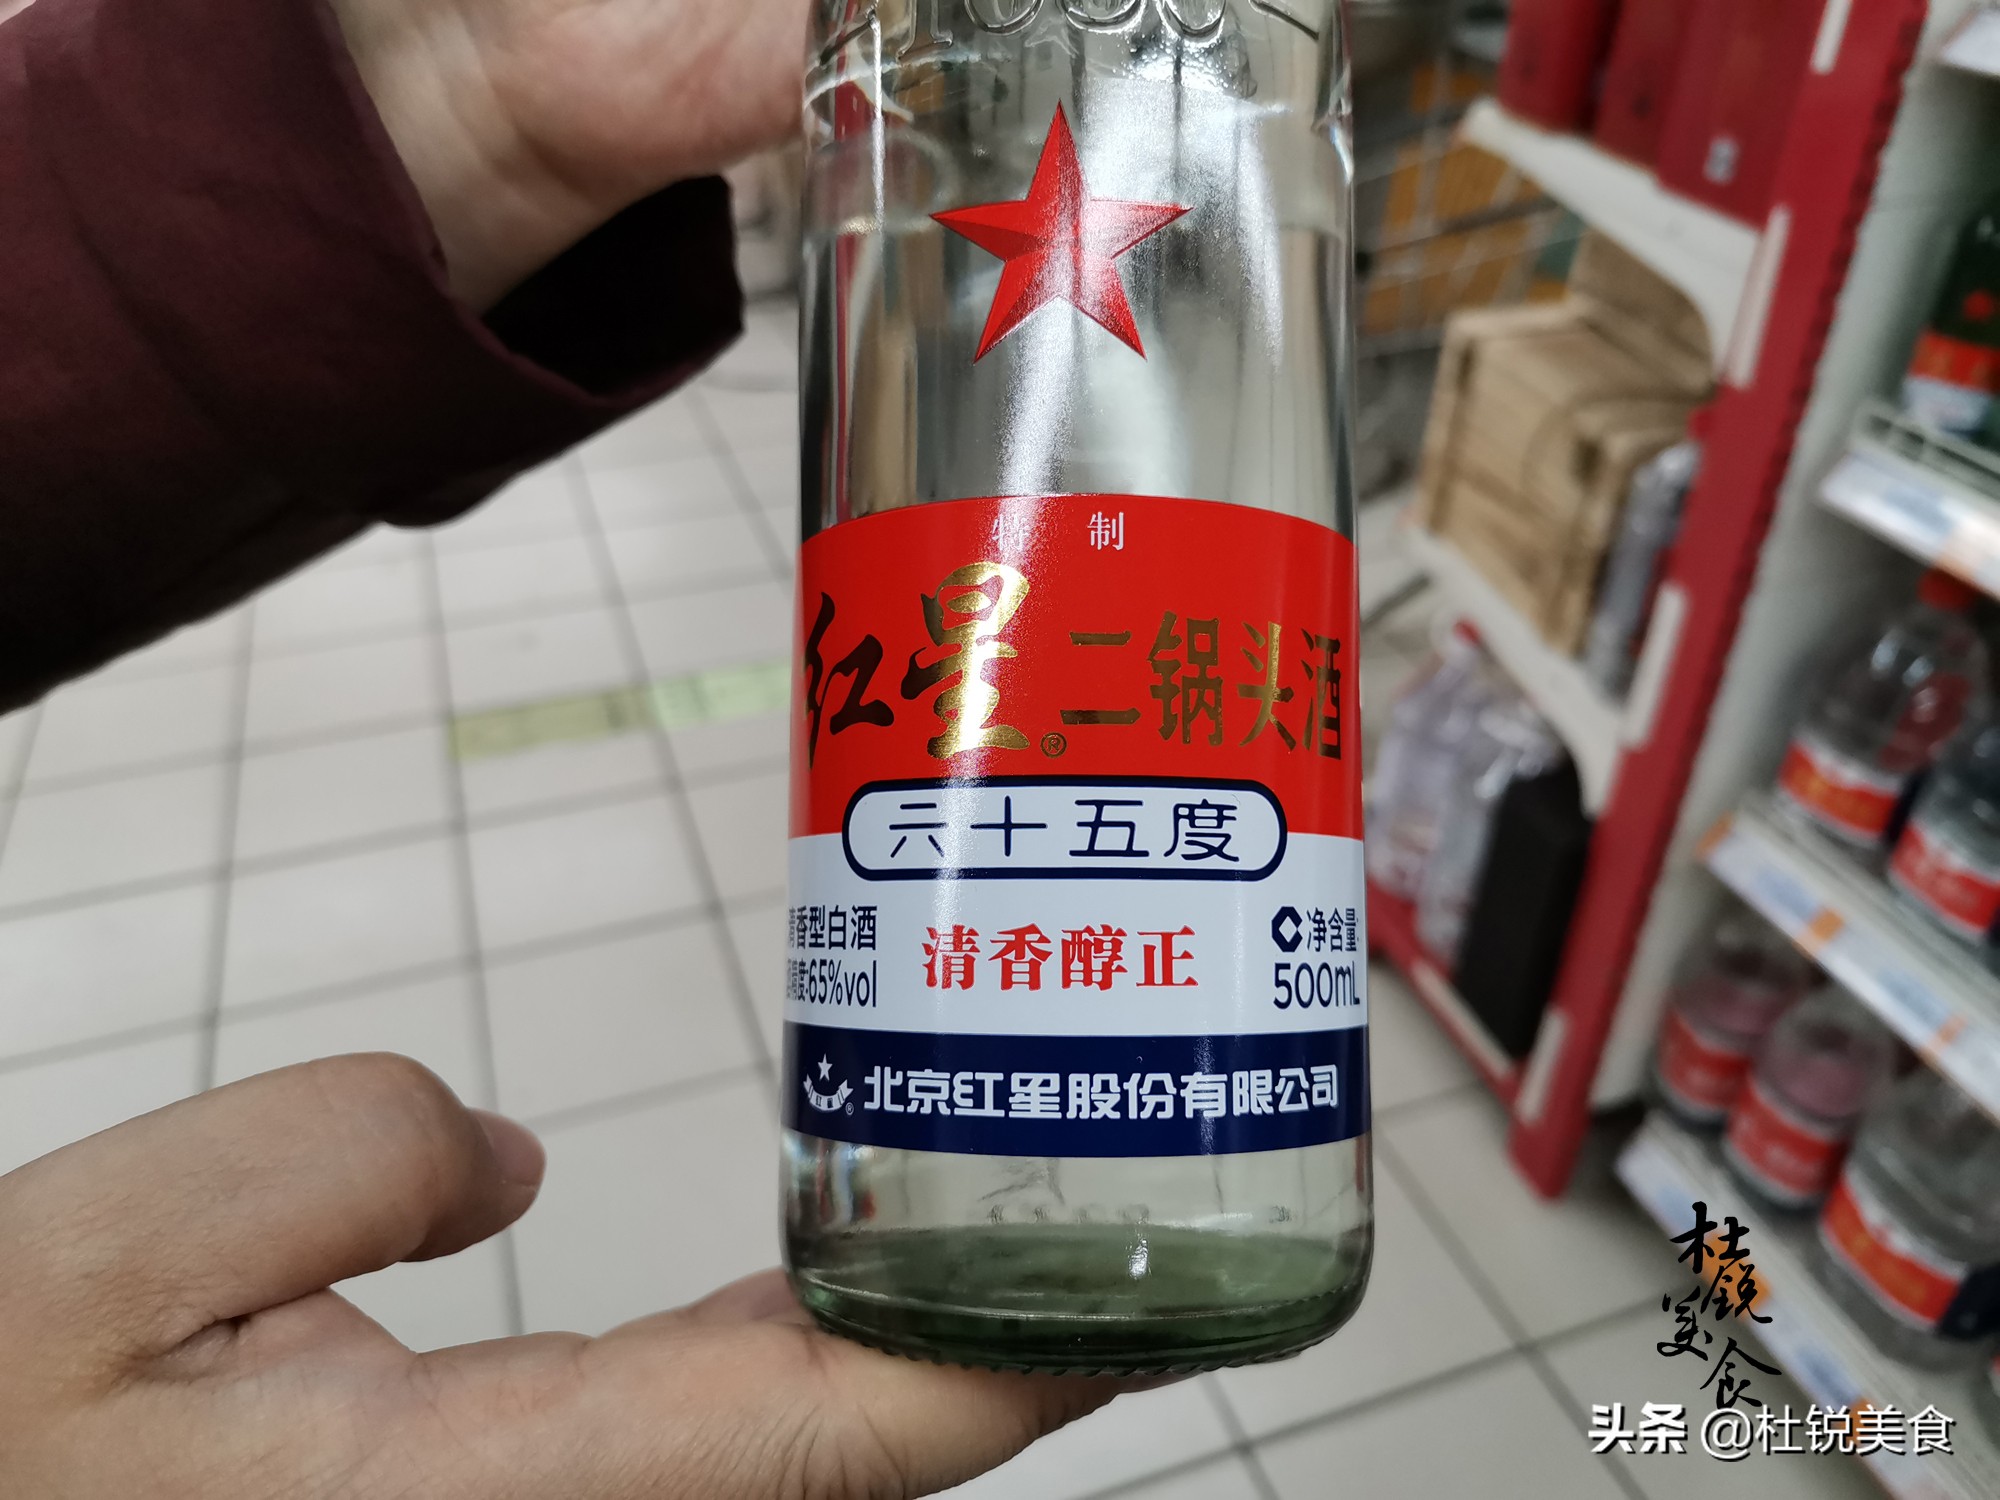 特 制
红星®二锅头酒
六十五度
清香型白酒
度:65%vol
清香醇正
净含量:
500mL
北京红星股份有限公司
杜锐美食
头条 @杜锐美食